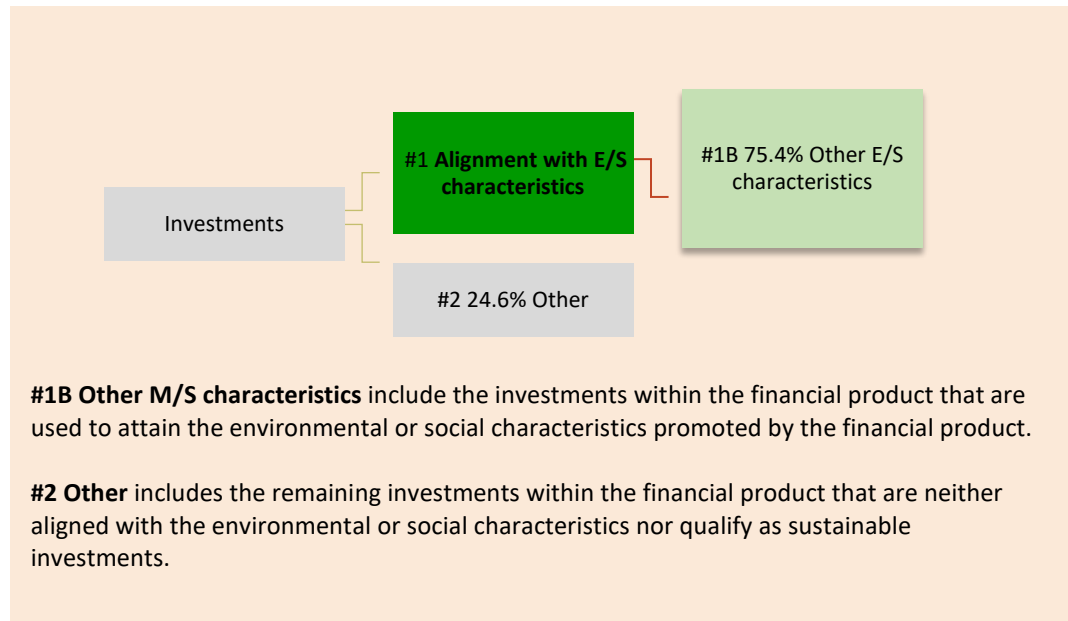 #1 Alignment with E/S
characteristics
#1B 75.4% Other E/S
characteristics
Investments
#2 24.6% Other
#1B Other M/S characteristics include the investments within the financial product that are
used to attain the environmental or social characteristics promoted by the financial product.
#2 Other includes the remaining investments within the financial product that are neither
aligned with the environmental or social characteristics nor qualify as sustainable
investments.